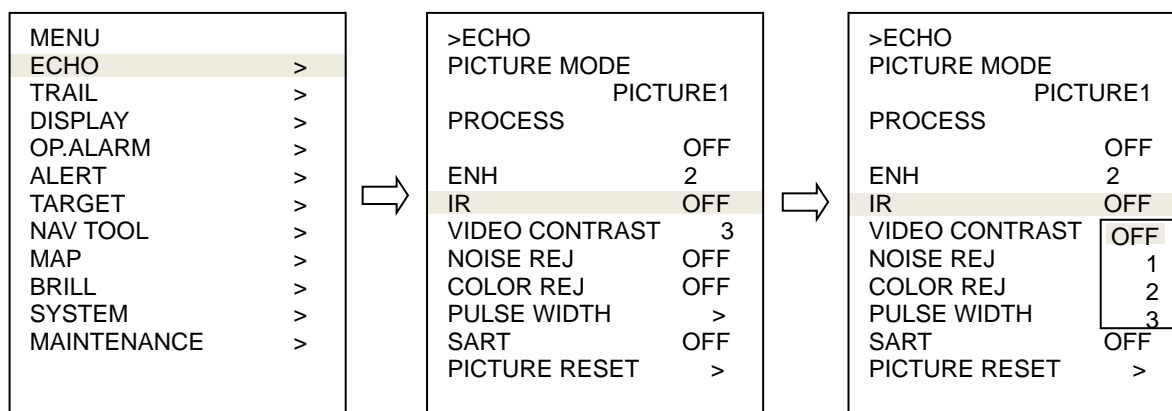 MENU
ECHO >
TRAIL >
DISPLAY >
OP.ALARM >
ALERT >
TARGET >
NAV TOOL >
MAP >
BRILL >
SYSTEM >
MAINTENANCE >
>ECHO
PICTURE MODE
PICTURE1
PROCESS
OFF
ENH 2
IR OFF
VIDEO CONTRAST 3
NOISE REJ OFF
COLOR REJ OFF
PULSE WIDTH >
SART OFF
PICTURE RESET >
>ECHO
PICTURE MODE
PICTURE1
PROCESS
OFF
ENH 2
IR OFF
VIDEO CONTRAST OFF
NOISE REJ 1
COLOR REJ 2
PULSE WIDTH 3
SART OFF
PICTURE RESET >